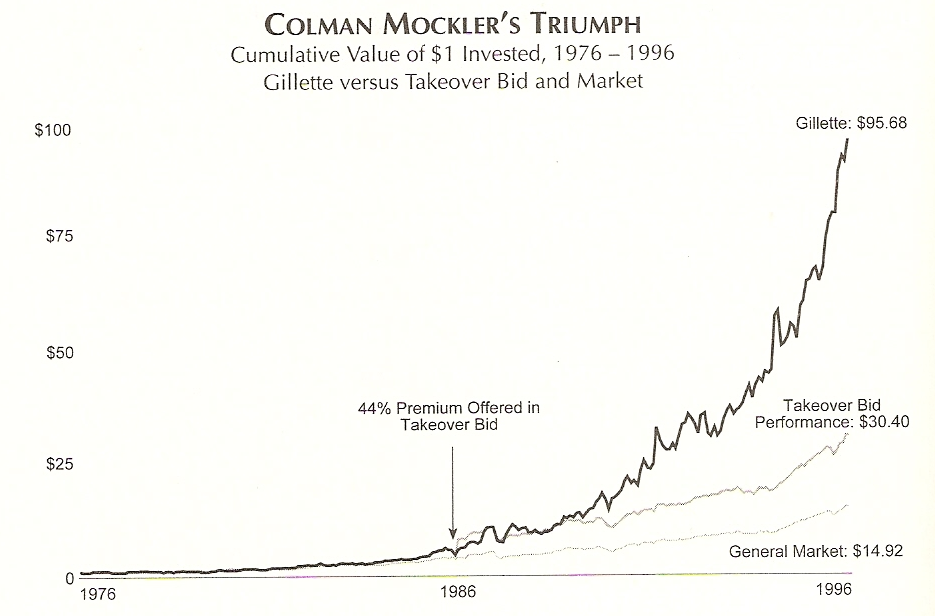 COLMAN MOCKLER'S TRIUMPH
Cumulative Value of $1 Invested, 1976 – 1996
Gillette versus Takeover Bid and Market
$100
Gillette: $95.68
$75
$50
44% Premium Offered in
Takeover Bid
Takeover Bid
Performance: $30.40
$25
General Market: $14.92
0
1976
1986
1996